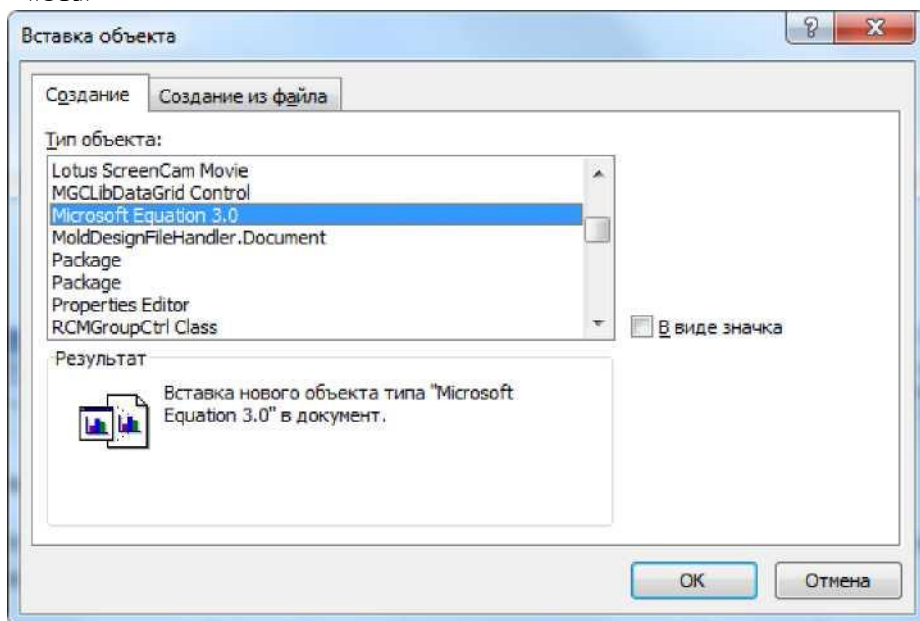 Вставка объекта
Создание
Создание из файла
Тип объекта:
Lotus ScreenCam Movie
MGCLibDataGrid Control
Microsoft Equation 3.0
MoldDesignFileHandler.Document
Package
Package
Properties Editor
RCMGroupCtrl Class
В виде значка
Результат
Вставка нового объекта типа "Microsoft
Equation 3.0" в документ.
ОК
Отмена